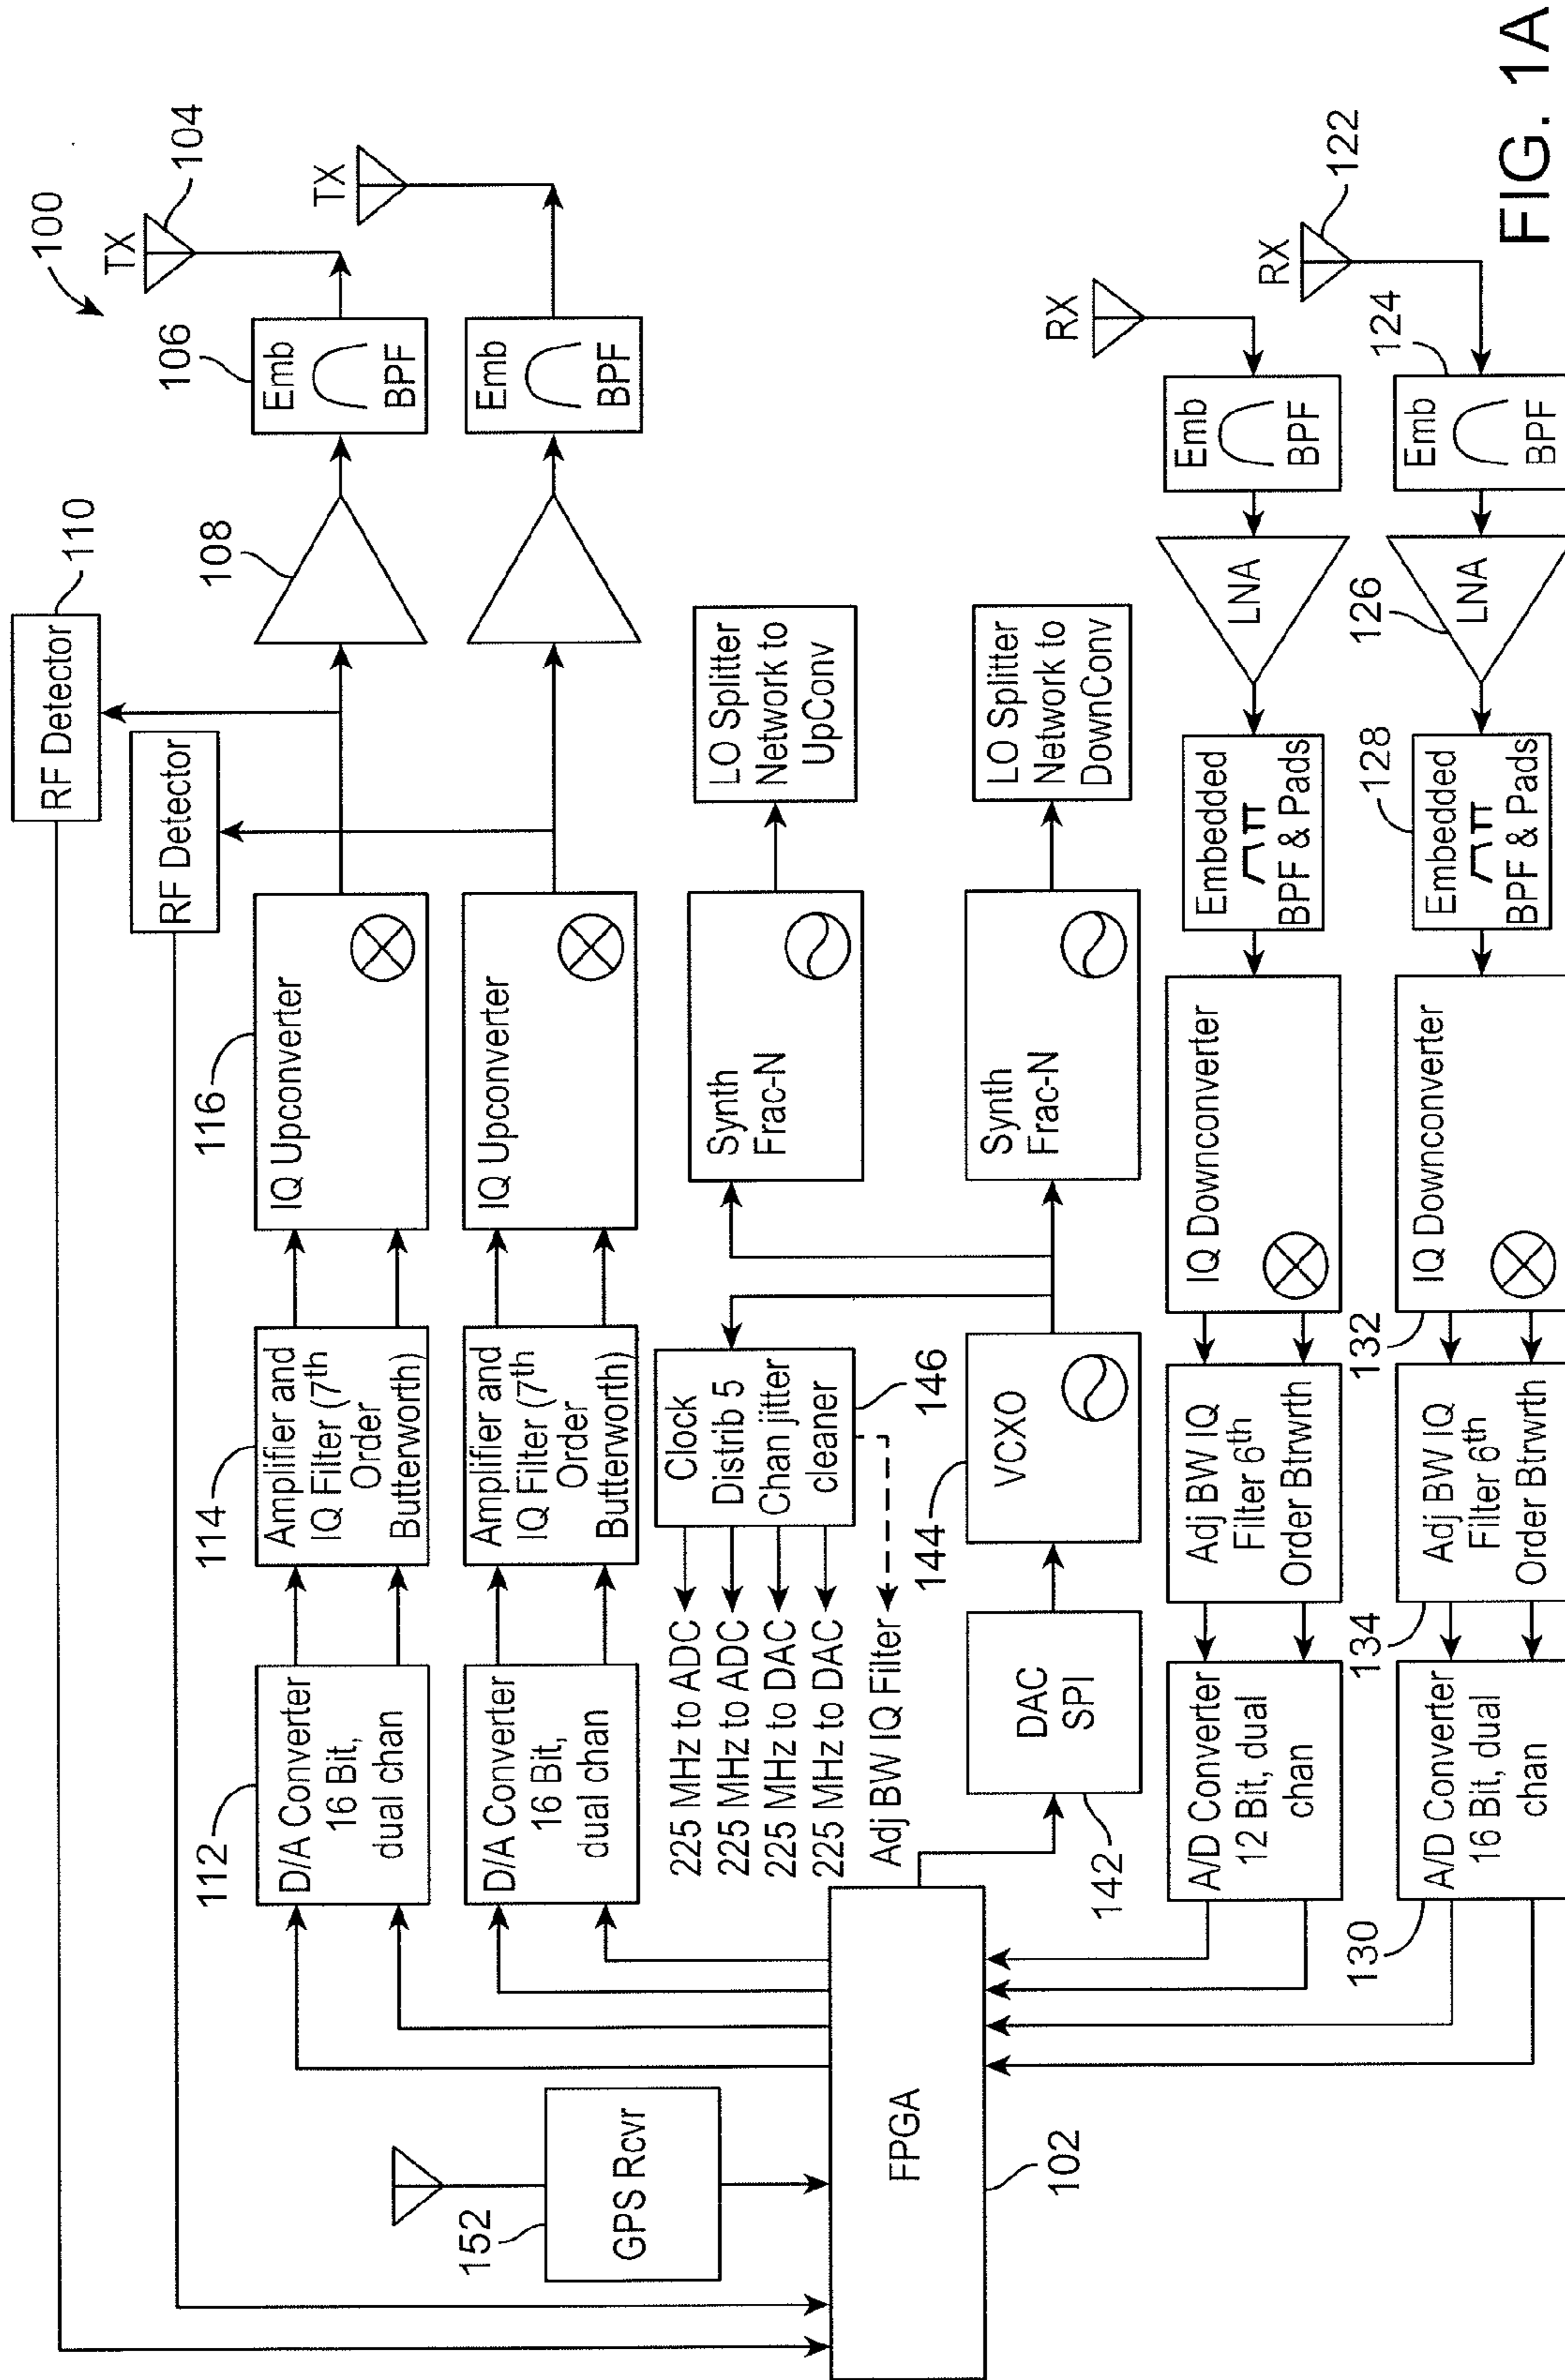 100
110
RF Detector
RF Detector
TX
104
TX
106
Emb
BPF
Emb
BPF
108
116
IQ Upconverter
IQ Upconverter
114
Amplifier and
IQ Filter (7th
Order
Butterworth)
Amplifier and
IQ Filter (7th
Order
Butterworth)
112
D/A Converter
16 Bit,
dual chan
D/A Converter
16 Bit,
dual chan
LO Splitter
Network to
UpConv
Synth
Frac-N
LO Splitter
Network to
DownConv
Synth
Frac-N
Clock
Distrib 5
Chan jitter
cleaner
146
225 MHz to ADC
225 MHz to ADC
225 MHz to DAC
225 MHz to DAC
Adj BW IQ Filter
144
VCXO
DAC
SPI
142
152
GPS Rcvr
FPGA
102
RX
Emb
BPF
LNA
Embedded
BPF & Pads
IQ Downconverter
Adj BW IQ
Filter 6th
Order Btrwrth
A/D Converter
12 Bit, dual
chan
RX
122
124
Emb
BPF
126
LNA
128
Embedded
BPF & Pads
132
IQ Downconverter
134
Adj BW IQ
Filter 6th
Order Btwrth
130
A/D Converter
16 Bit, dual
chan
FIG. 1A